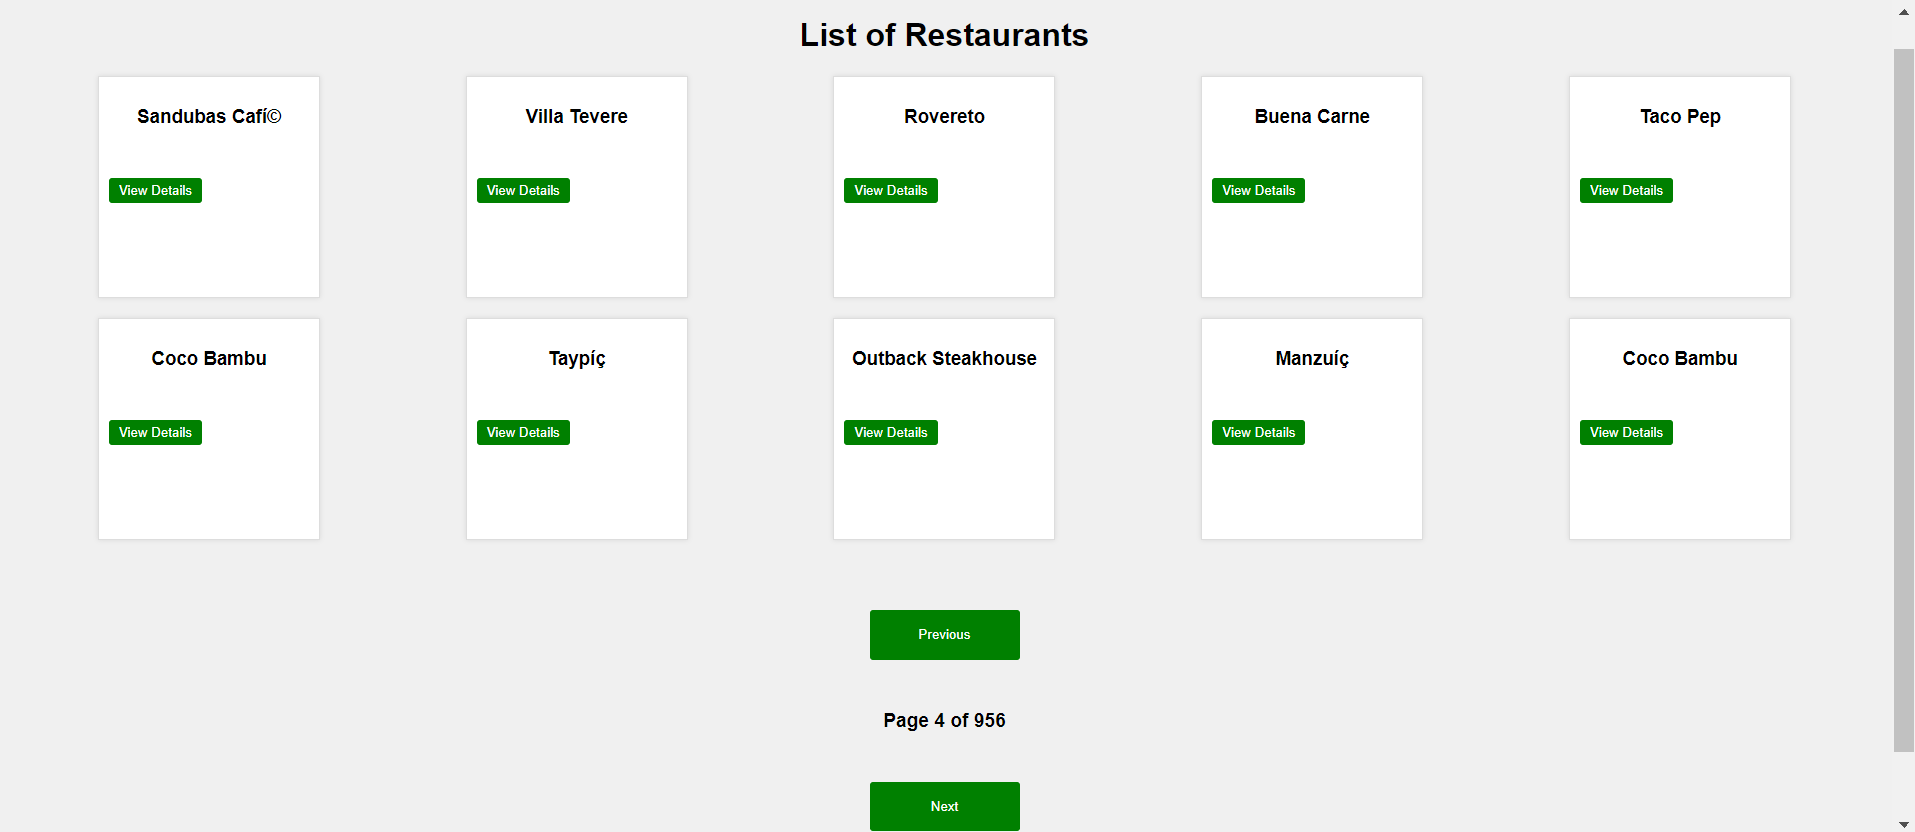 List of Restaurants
Sandubas Cafí©
Villa Tevere
Rovereto
Buena Carne
Taco Pep
View Details
View Details
View Details
View Details
View Details
Coco Bambu
Taypíç
Outback Steakhouse
Manzuíç
Coco Bambu
View Details
View Details
View Details
View Details
View Details
Previous
Page 4 of 956
Next